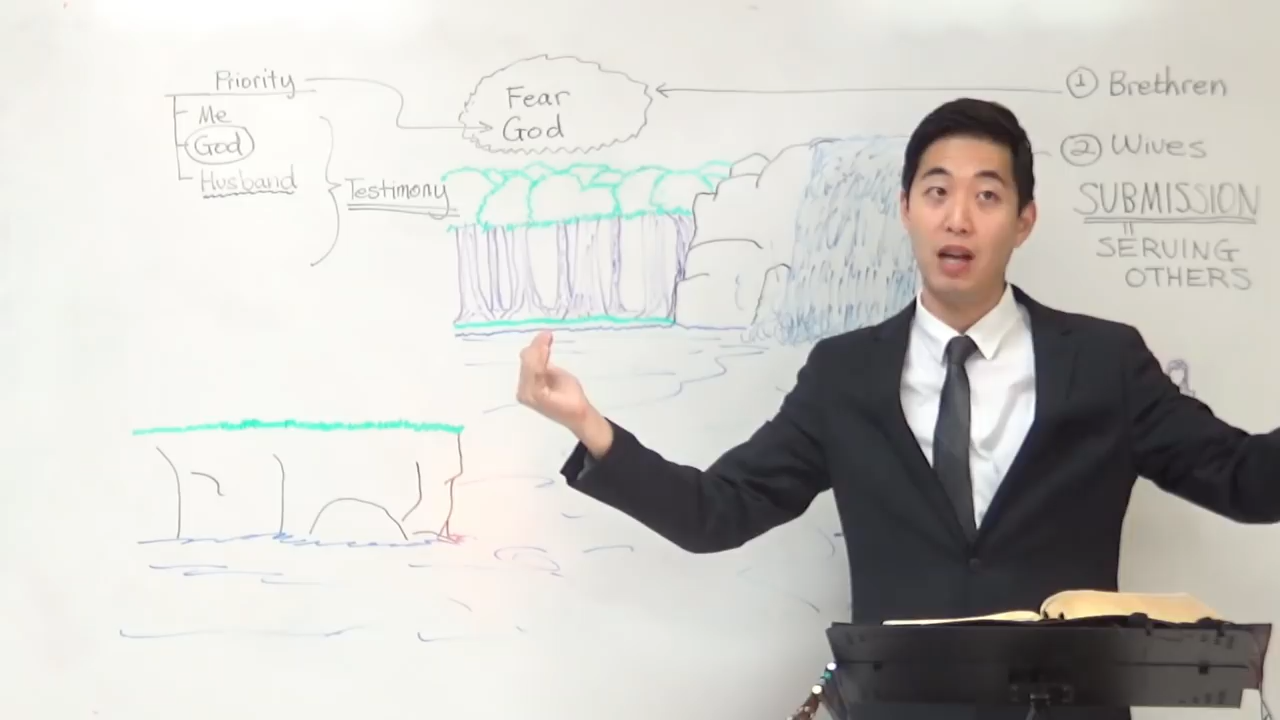 Priority
Me
God
Husband
Testimony
Fear
God
① Brethren
② Wives
SUBMISSION
=
SERVING
OTHERS